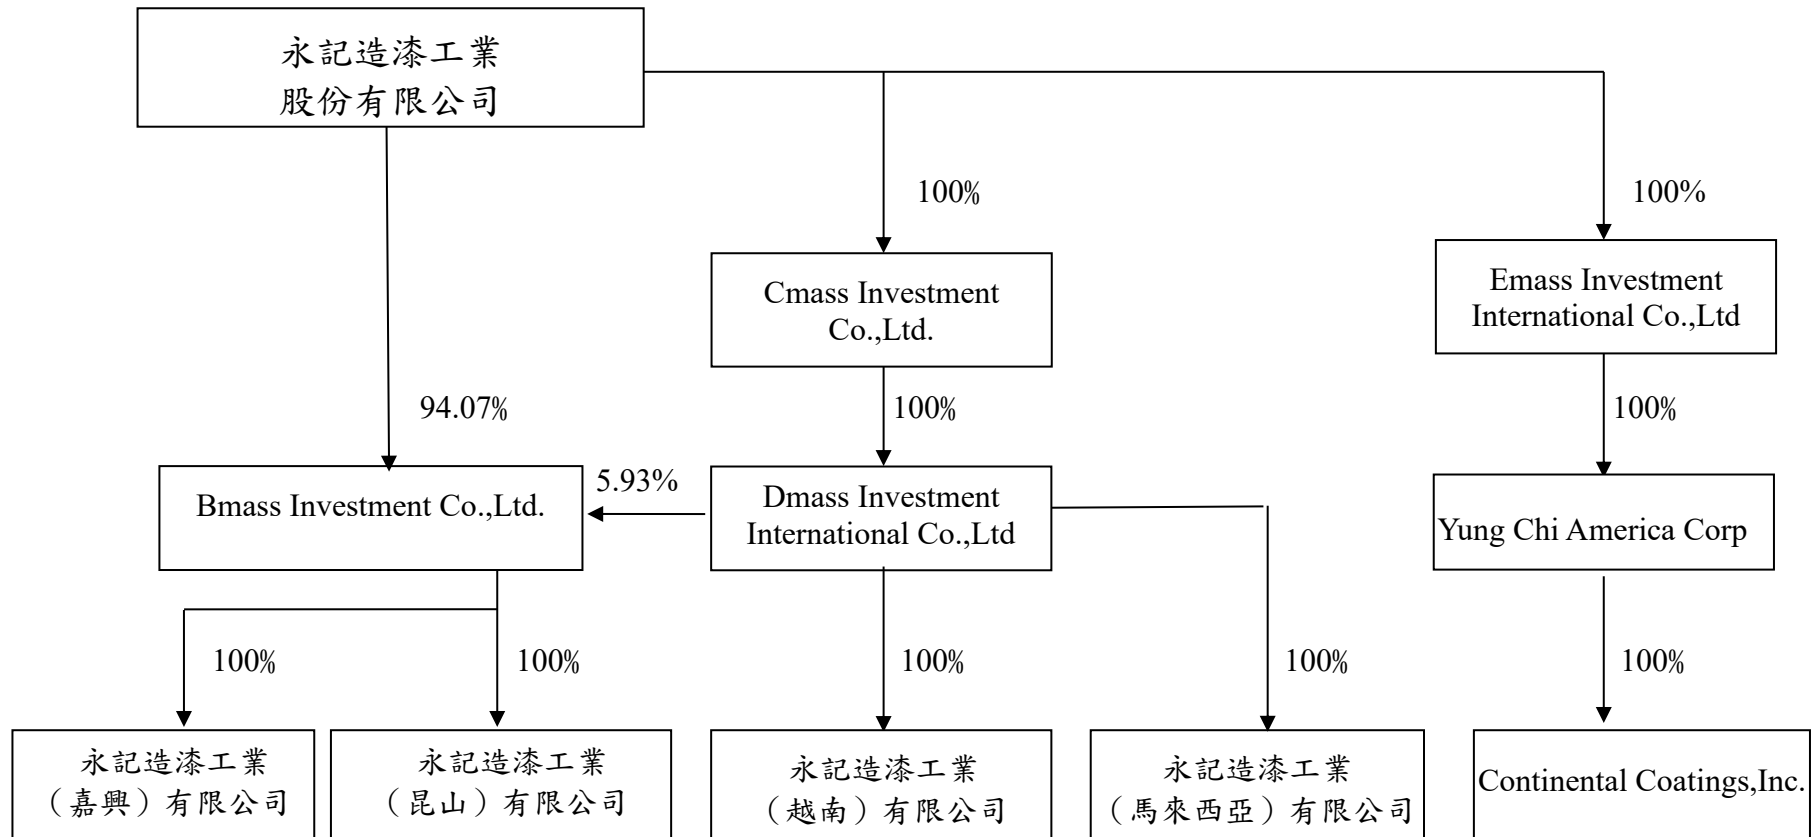 永記造漆工業
股份有限公司
100%
100%
Cmass Investment
Co.,Ltd.
Emass Investment
International Co.,Ltd
94.07%
100%
100%
Bmass Investment Co.,Ltd.
5.93%
Dmass Investment
International Co.,Ltd
Yung Chi America Corp
100%
100%
100%
100%
100%
永記造漆工業
（嘉興）有限公司
永記造漆工業
（昆山）有限公司
永記造漆工業
（越南）有限公司
永記造漆工業
（馬來西亞）有限公司
Continental Coatings,Inc.